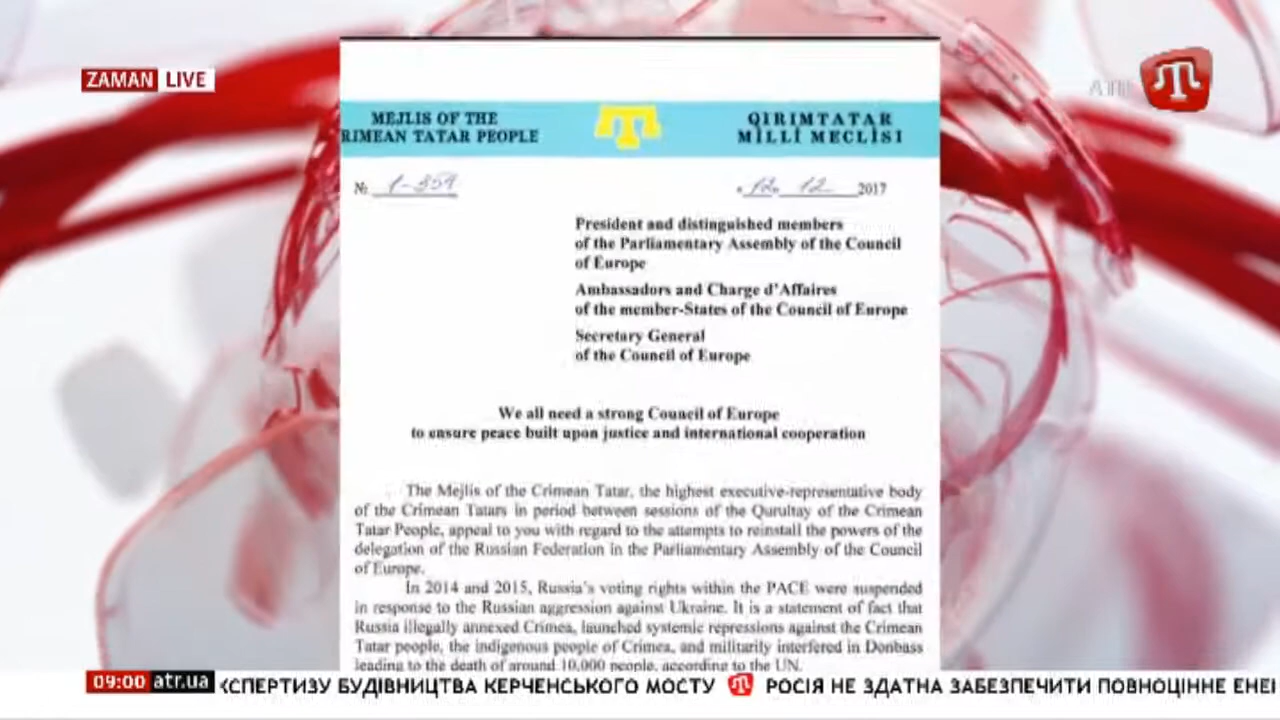 ZAMAN LIVE
ATR
MEJLIS OF THE
RIMEAN TATAR PEOPLE
QIRIMTATAR
MİLLİ MECLİSI
№ 1-359
12. 12 2017
President and distinguished members
of the Parliamentary Assembly of the Council
of Europe
Ambassadors and Charge d'Affaires
of the member-States of the Council of Europe
Secretary General
of the Council of Europe
We all need a strong Council of Europe
to ensure peace built upon justice and international cooperation
The Mejlis of the Crimean Tatar, the highest executive-representative body
of the Crimean Tatars in period between sessions of the Qurultay of the Crimean
Tatar People, appeal to you with regard to the attempts to reinstall the powers of the
delegation of the Russian Federation in the Parliamentary Assembly of the Council
of Europe.
In 2014 and 2015, Russia's voting rights within the PACE were suspended
in response to the Russian aggression against Ukraine. It is a statement of fact that
Russia illegally annexed Crimea, launched systemic repressions against the Crimean
Tatar people, the indigenous people of Crimea, and militarily interfered in Donbass
leading to the death of around 10,000 people, according to the UN.
09:00 atr.ua КСПЕРТИЗУ БУДІВНИЦТВА КЕРЧЕНСЬКОГО МОСТУ РОСІЯ НЕ ЗДАТНА ЗАБЕЗПЕЧИТИ ПОВНОЦІННЕ ЕНЕ